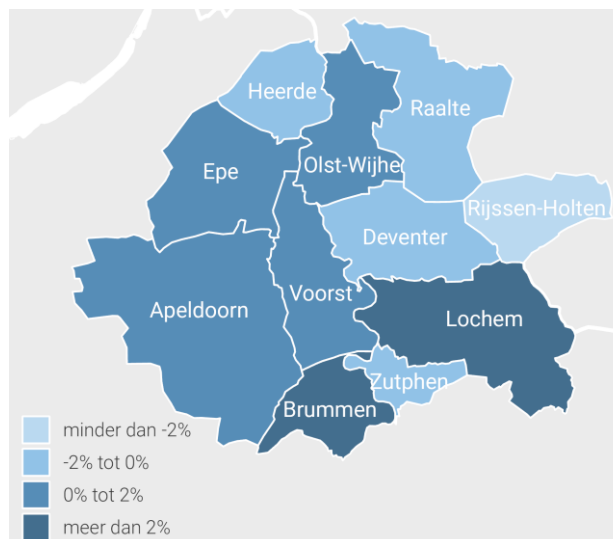 Heerde
Raalte
Epe
Olst-Wijhe
Rijssen-Holten
Deventer
Apeldoorn
Voorst
Lochem
Zutphen
Brummen
minder dan -2%
-2% tot 0%
0% tot 2%
meer dan 2%